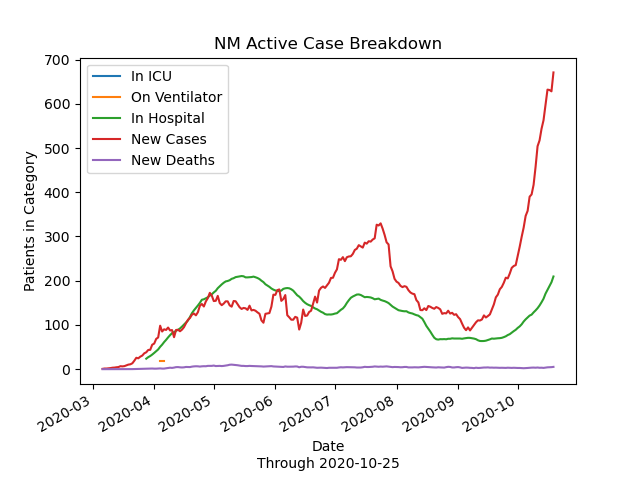 NM Active Case Breakdown
In ICU
On Ventilator
In Hospital
New Cases
New Deaths
Patients in Category
700
600
500
400
300
200
100
0
2020-03
2020-04
2020-05
2020-06
2020-07
2020-08
2020-09
2020-10
Date
Through 2020-10-25